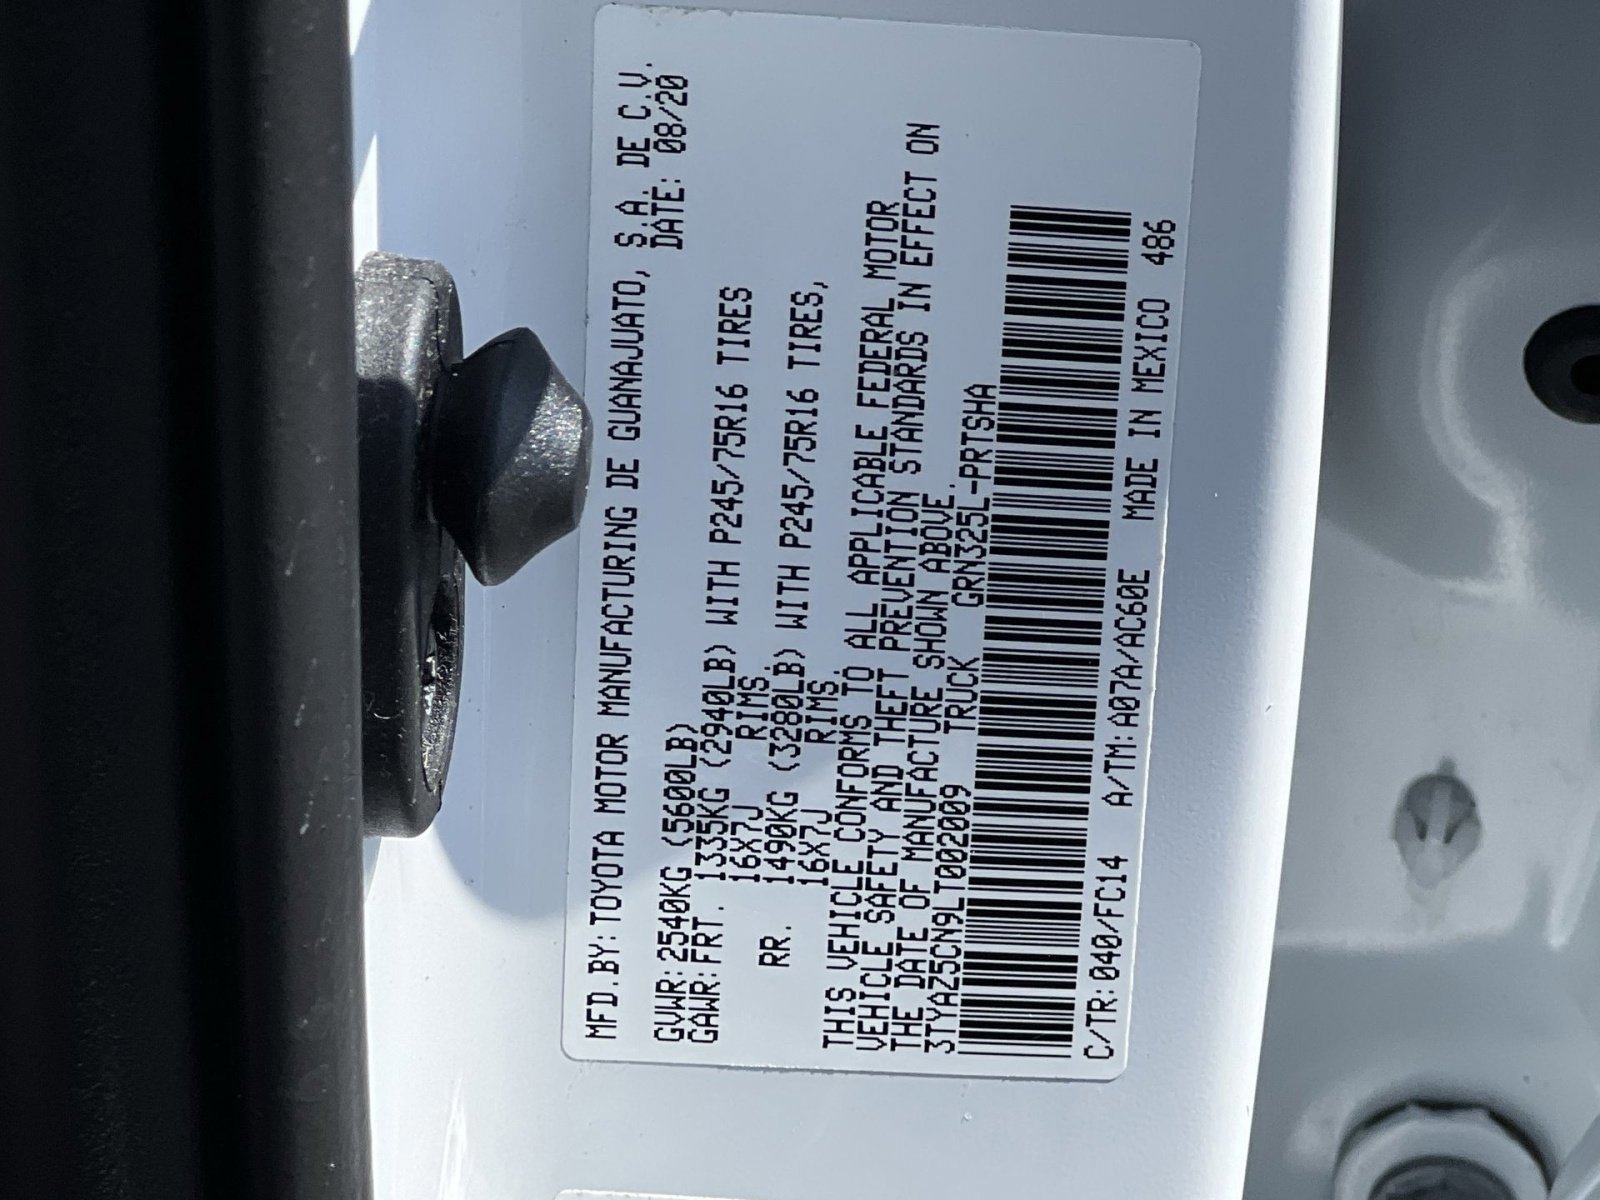 MFD.BY: TOYOTA MOTOR MANUFACTURING DE GUANAJUATO, S.A. DE C.V.
DATE: 08/20
GVWR: 2540KG (5600LB)
GAWR: FRT. 1335KG (2940LB) WITH P245/75R16 TIRES
16X7J RIMS.
RR. 1490KG (3280LB) WITH P245/75R16 TIRES,
16X7J RIMS.
THIS VEHICLE CONFORMS TO ALL APPLICABLE FEDERAL MOTOR
VEHICLE SAFETY AND THEFT PREVENTION STANDARDS IN EFFECT ON
THE DATE OF MANUFACTURE SHOWN ABOVE.
3TYAZ5CN9LT002009 TRUCK GRN325L-PRTSHA
C/TR: 040/FC14 A/TM: A07A/AC60E MADE IN MEXICO 486